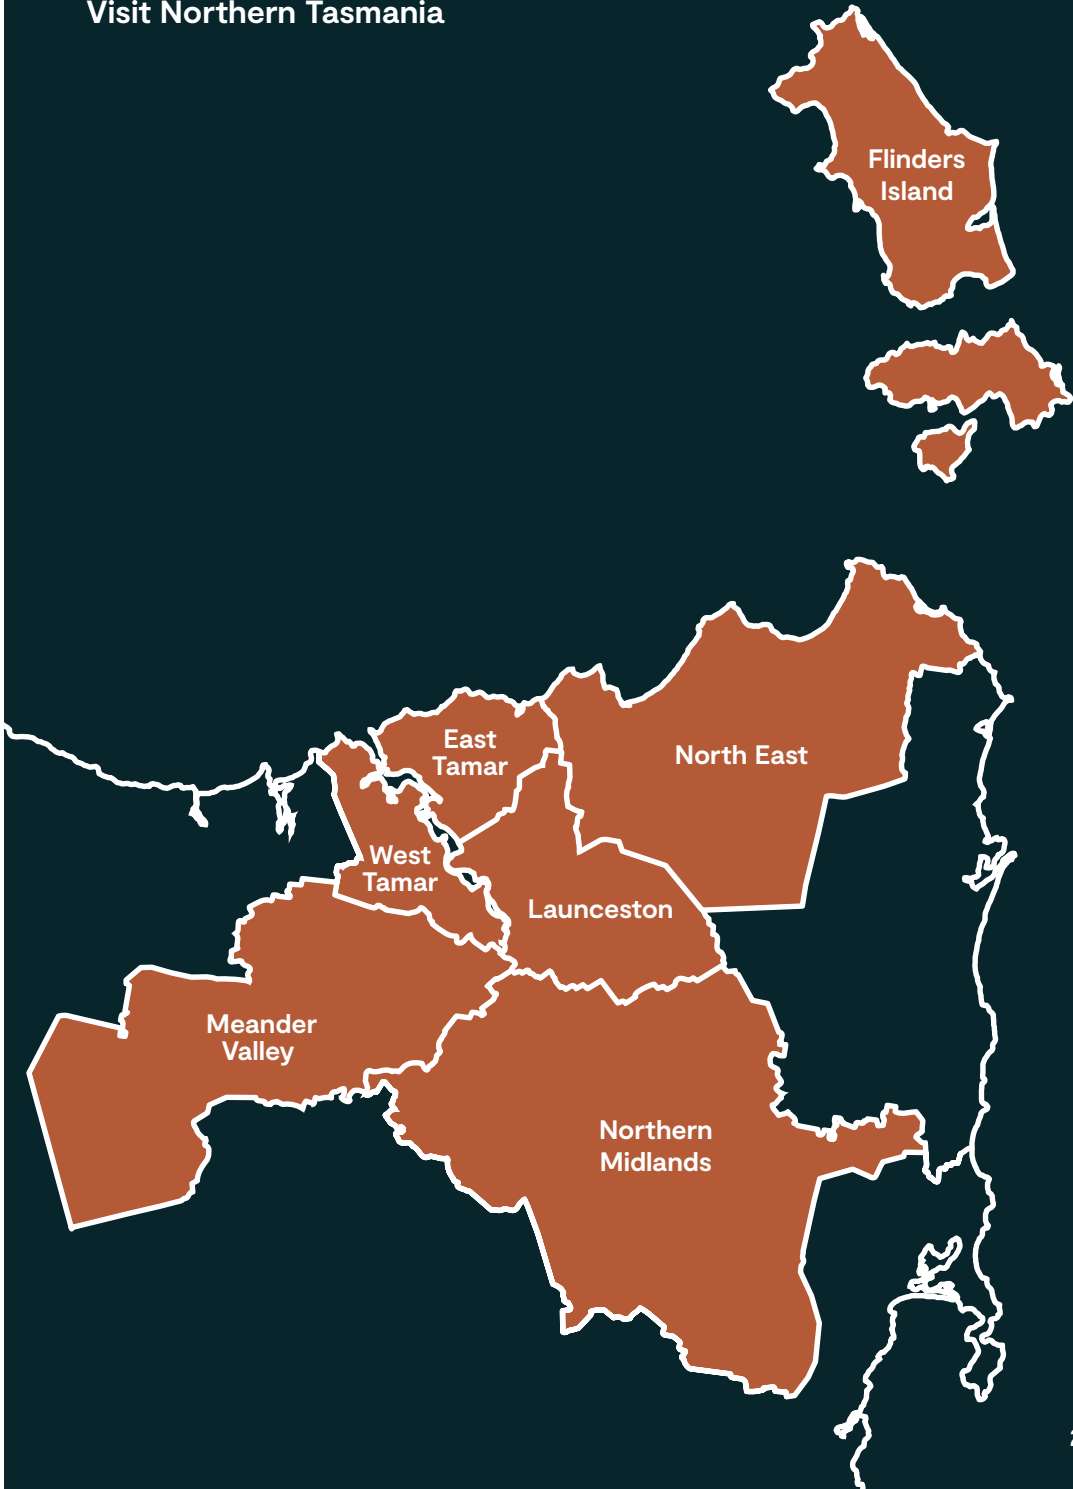 Visit Northern Tasmania
Flinders
Island
East
Tamar
North East
West
Tamar
Launceston
Meander
Valley
Northern
Midlands